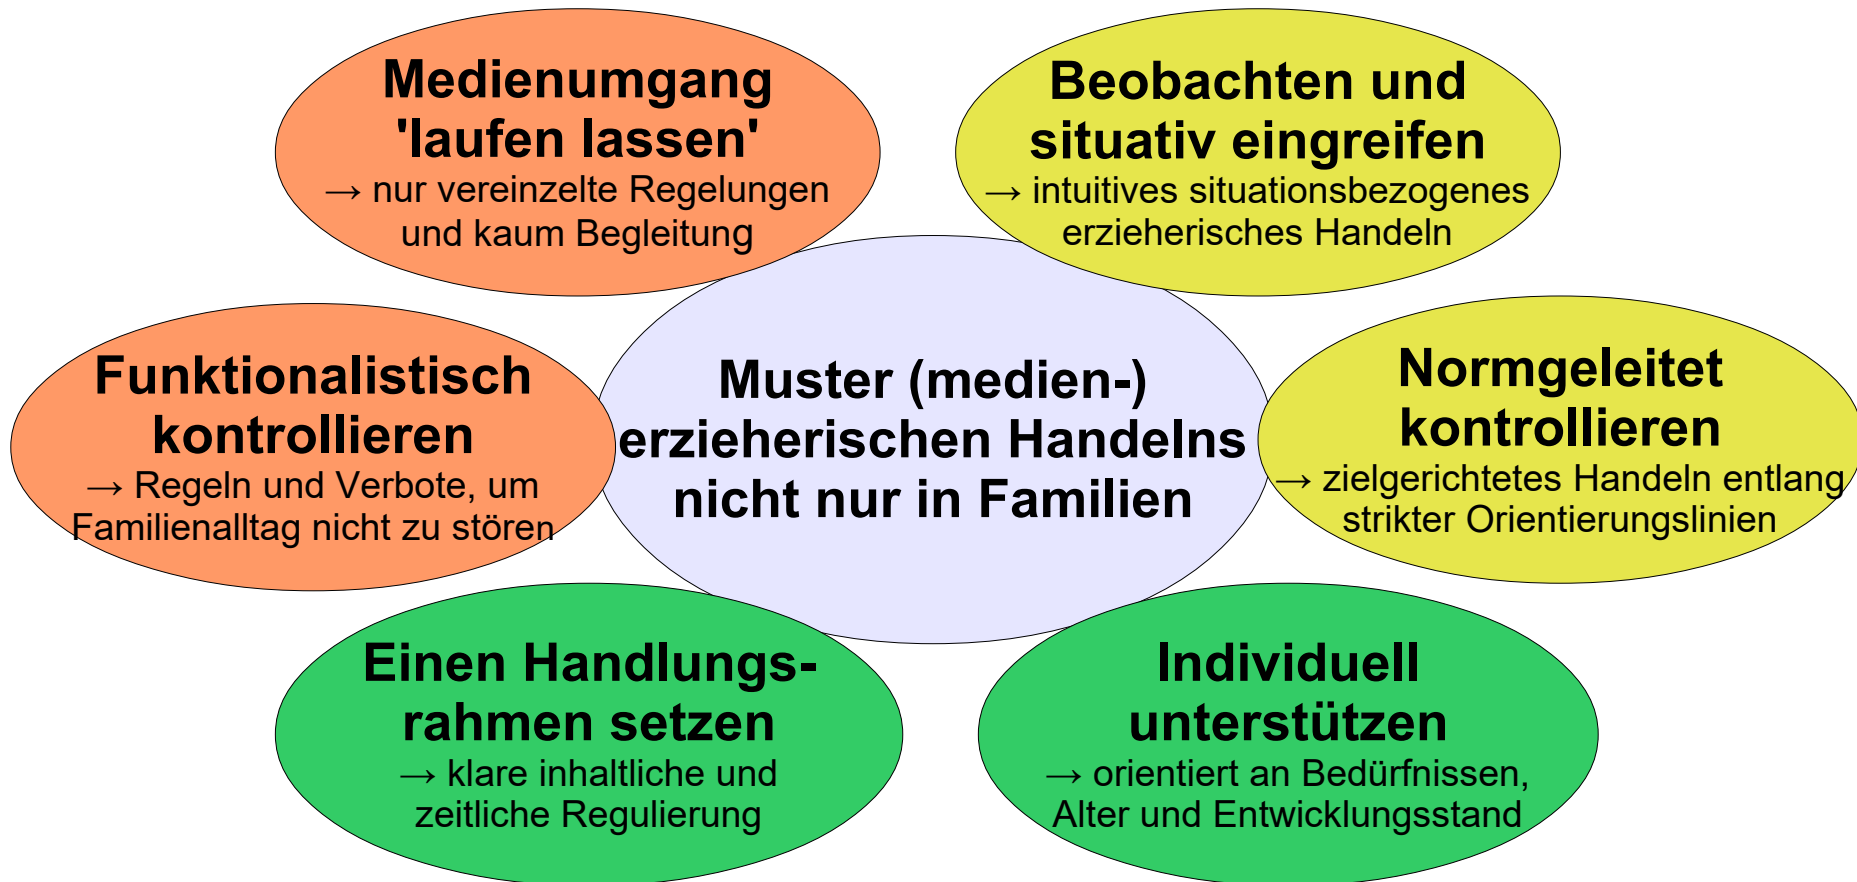 Medienumgang
'laufen lassen'
→ nur vereinzelte Regelungen
und kaum Begleitung
Beobachten und
situativ eingreifen
→ intuitives situationsbezogenes
erzieherisches Handeln
Funktionalistisch
kontrollieren
→ Regeln und Verbote, um
Familienalltag nicht zu stören
Muster (medien-)
erzieherischen Handelns
nicht nur in Familien
Normgeleitet
kontrollieren
→ zielgerichtetes Handeln entlang
strikter Orientierungslinien
Einen Handlungs-
rahmen setzen
→ klare inhaltliche und
zeitliche Regulierung
Individuell
unterstützen
→ orientiert an Bedürfnissen,
Alter und Entwicklungsstand